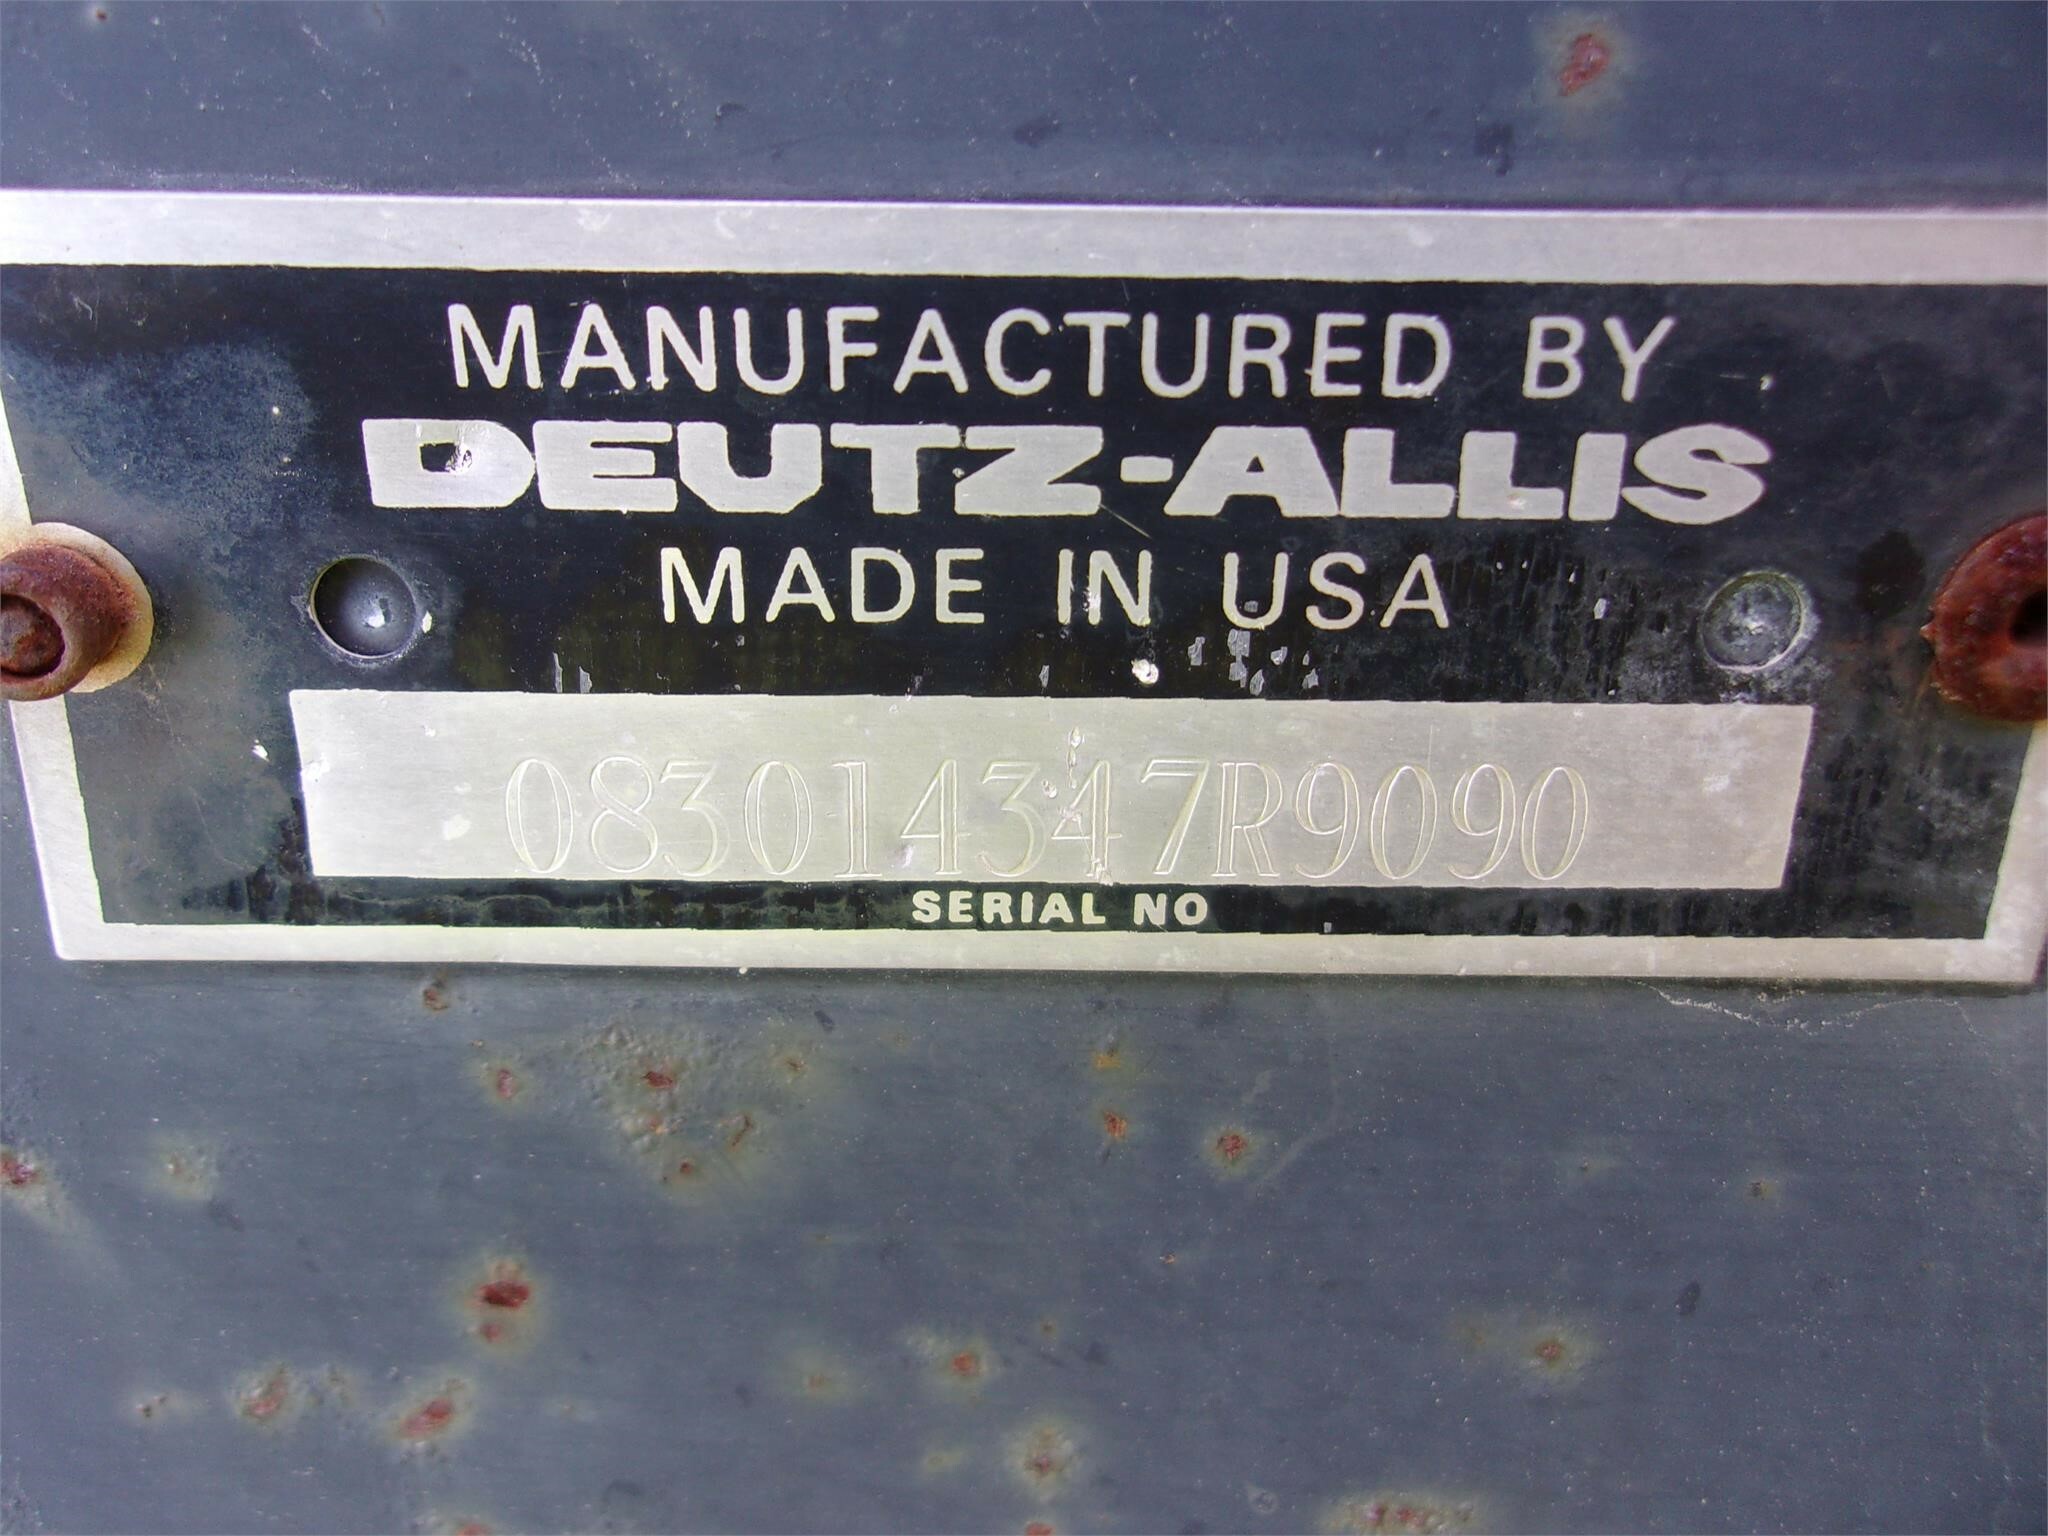 MANUFACTURED BY
DEUTZ-ALLIS
MADE IN USA
083014347R9090
SERIAL NO